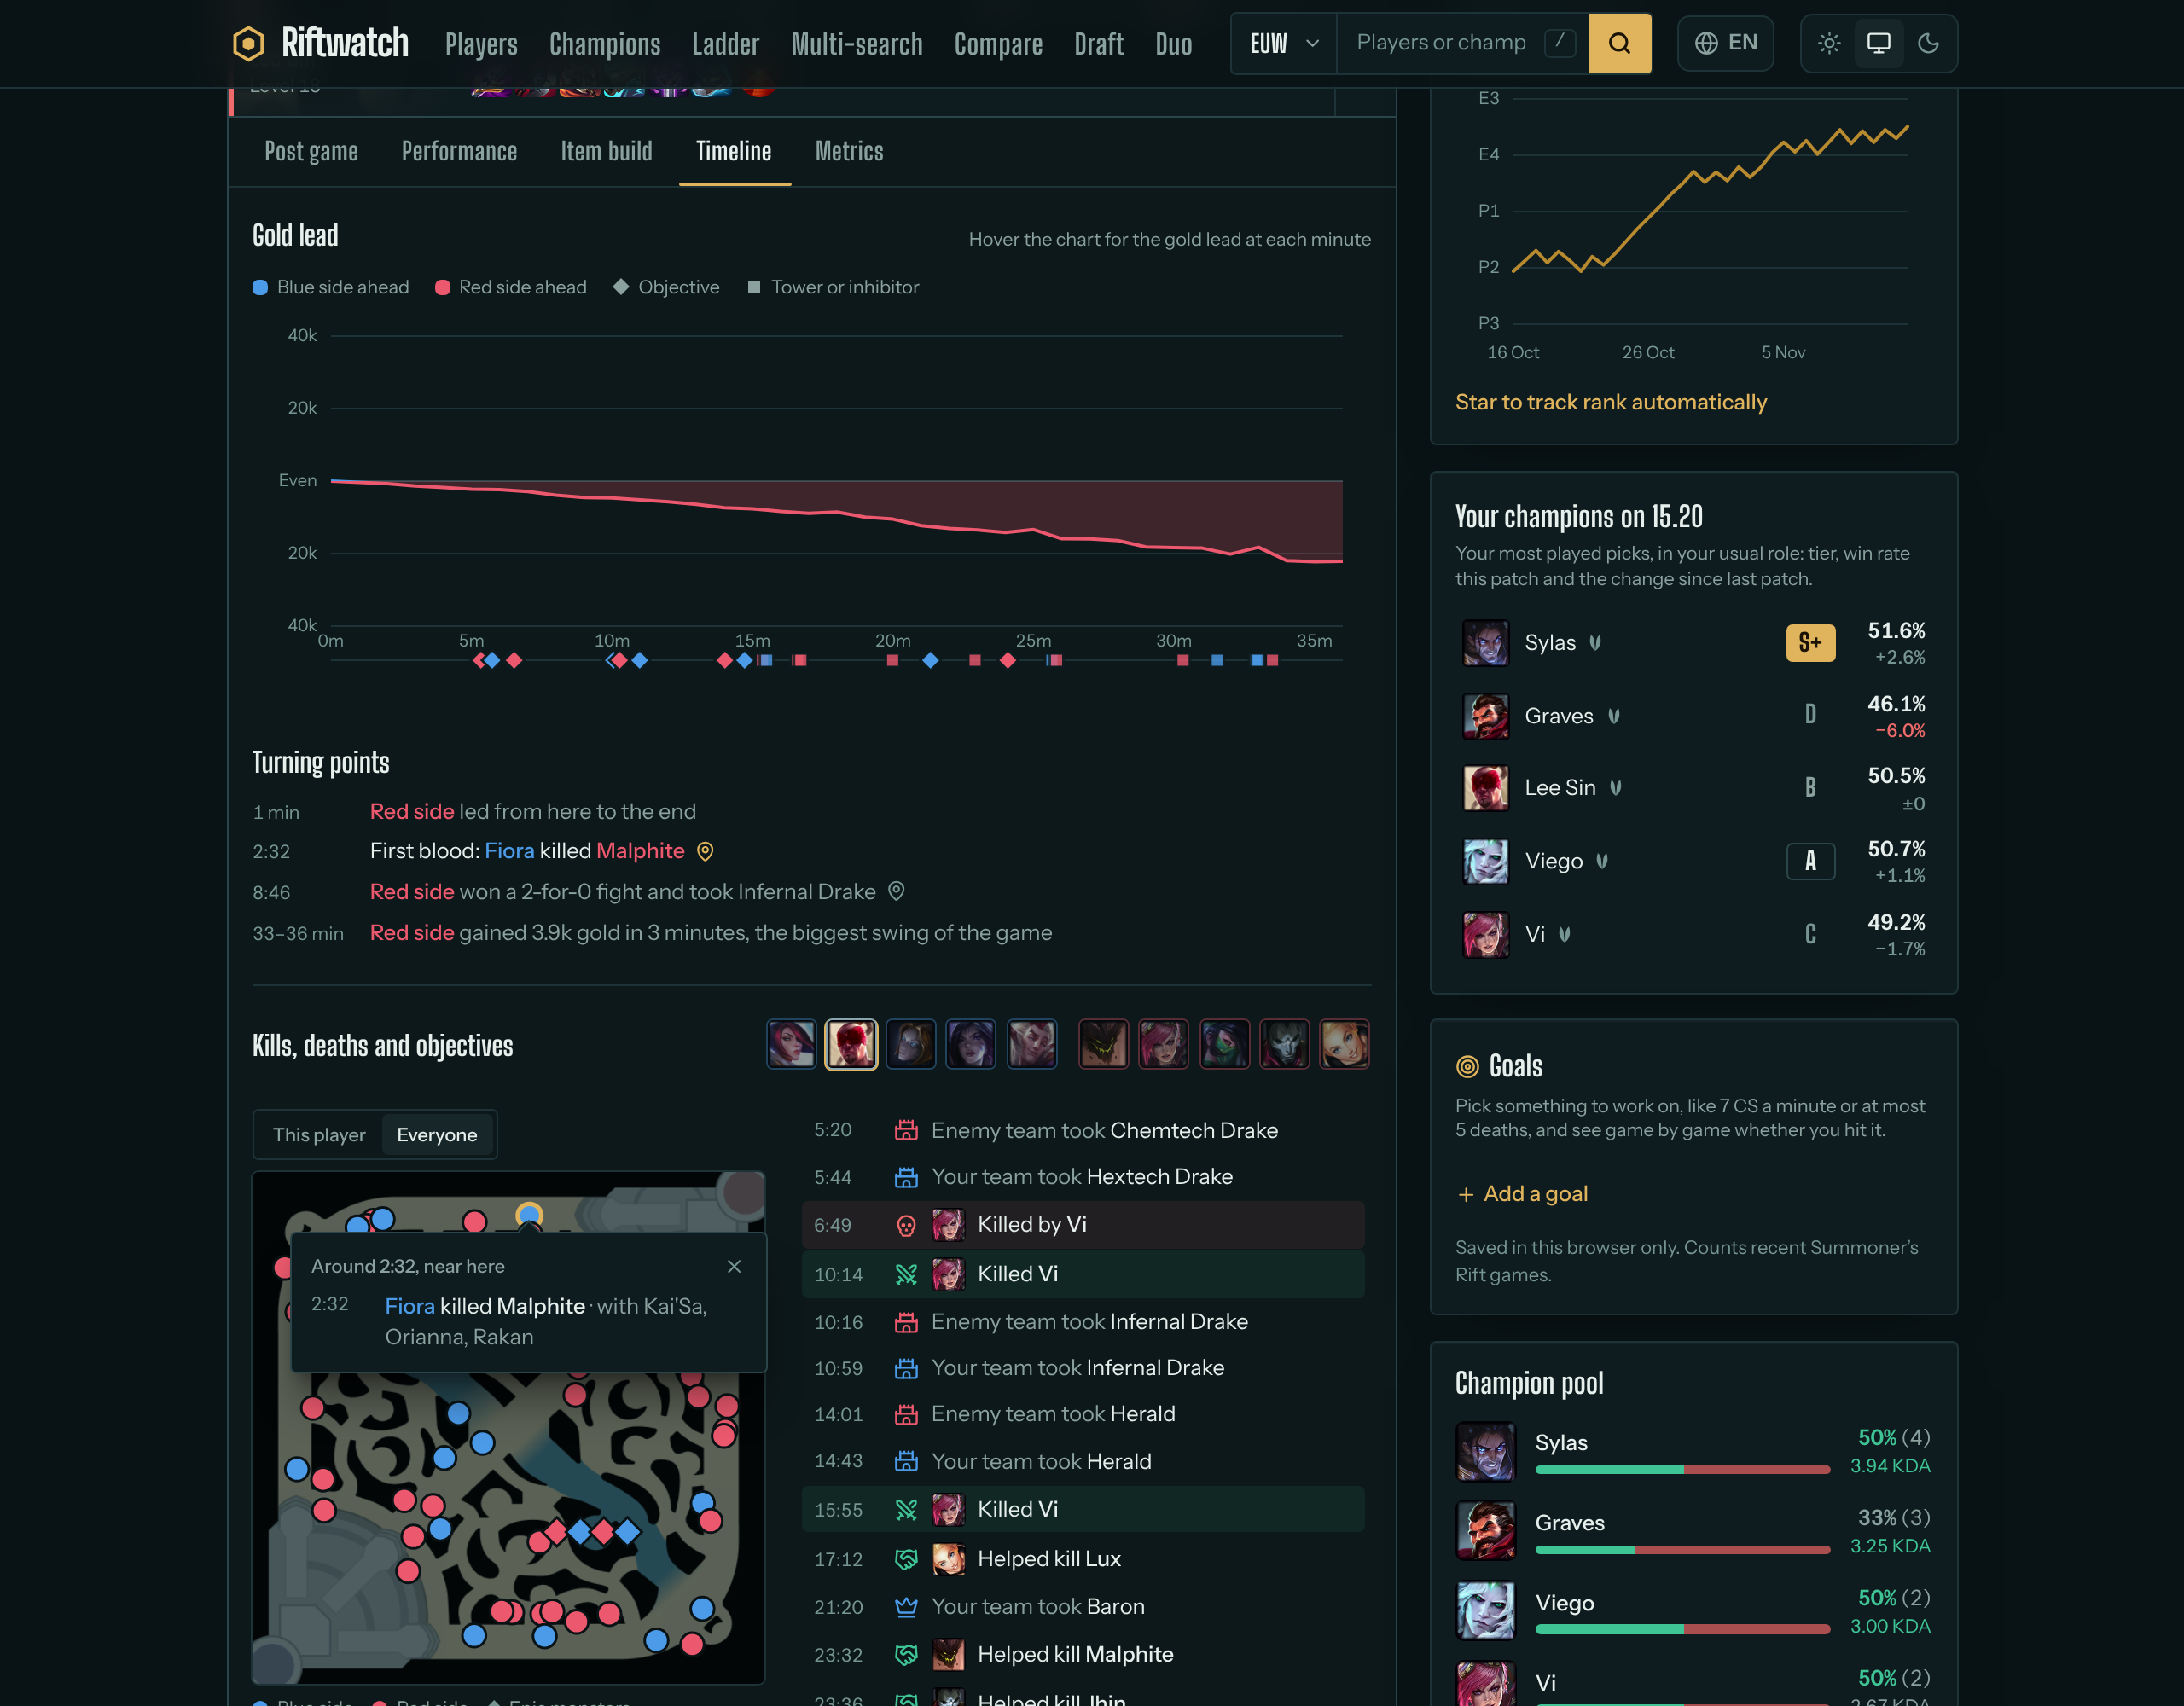 Riftwatch
Players
Champions
Ladder
Multi-search
Compare
Draft
Duo
EUW
Players or champ
/
EN
Level 18
Post game
Performance
Item build
Timeline
Metrics
Gold lead
Hover the chart for the gold lead at each minute
Blue side ahead
Red side ahead
Objective
Tower or inhibitor
40k
20k
Even
20k
40k
0m
5m
10m
15m
20m
25m
30m
35m
Turning points
1 min Red side led from here to the end
2:32 First blood: Fiora killed Malphite
8:46 Red side won a 2-for-0 fight and took Infernal Drake
33–36 min Red side gained 3.9k gold in 3 minutes, the biggest swing of the game
Kills, deaths and objectives
This player
Everyone
Around 2:32, near here
2:32 Fiora killed Malphite · with Kai'Sa,
Orianna, Rakan
Blue side
Red side
Epic monsters
5:20 Enemy team took Chemtech Drake
5:44 Your team took Hextech Drake
6:49 Killed by Vi
10:14 Killed Vi
10:16 Enemy team took Infernal Drake
10:59 Your team took Infernal Drake
14:01 Enemy team took Herald
14:43 Your team took Herald
15:55 Killed Vi
17:12 Helped kill Lux
21:20 Your team took Baron
23:32 Helped kill Malphite
23:36 Helped kill Jhin
E3
E4
P1
P2
P3
16 Oct
26 Oct
5 Nov
Star to track rank automatically
Your champions on 15.20
Your most played picks, in your usual role: tier, win rate
this patch and the change since last patch.
Sylas S+ 51.6%
+2.6%
Graves D 46.1%
−6.0%
Lee Sin B 50.5%
±0
Viego A 50.7%
+1.1%
Vi C 49.2%
−1.7%
Goals
Pick something to work on, like 7 CS a minute or at most
5 deaths, and see game by game whether you hit it.
+ Add a goal
Saved in this browser only. Counts recent Summoner’s
Rift games.
Champion pool
Sylas 50% (4)
3.94 KDA
Graves 33% (3)
3.25 KDA
Viego 50% (2)
3.00 KDA
Vi 50% (2)
2.67 KDA